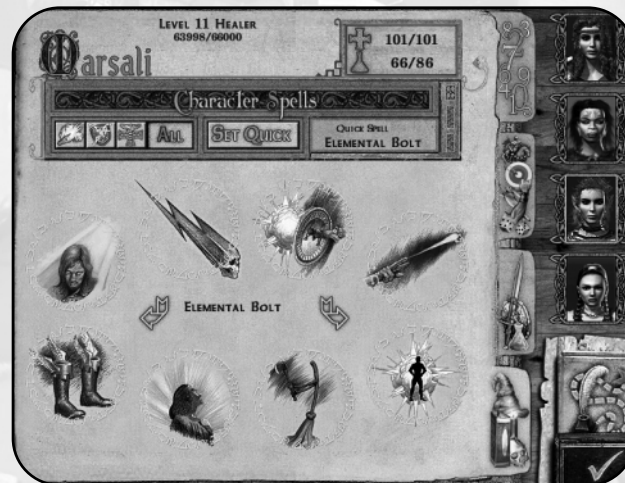 Level 11 Healer
63998/66000
Marsali
101/101
66/86
Character Spells
All
Set Quick
Quick Spell
Elemental Bolt
Elemental Bolt